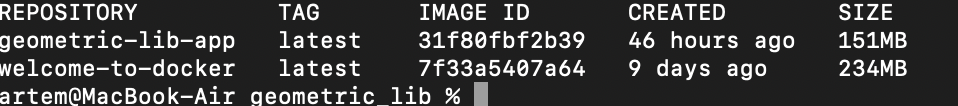 REPOSITORY TAG IMAGE ID CREATED SIZE
geometric-lib-app latest 31f80fbf2b39 46 hours ago 151MB
welcome-to-docker latest 7f33a5407a64 9 days ago 234MB
artem@MacBook-Air geometric_lib %